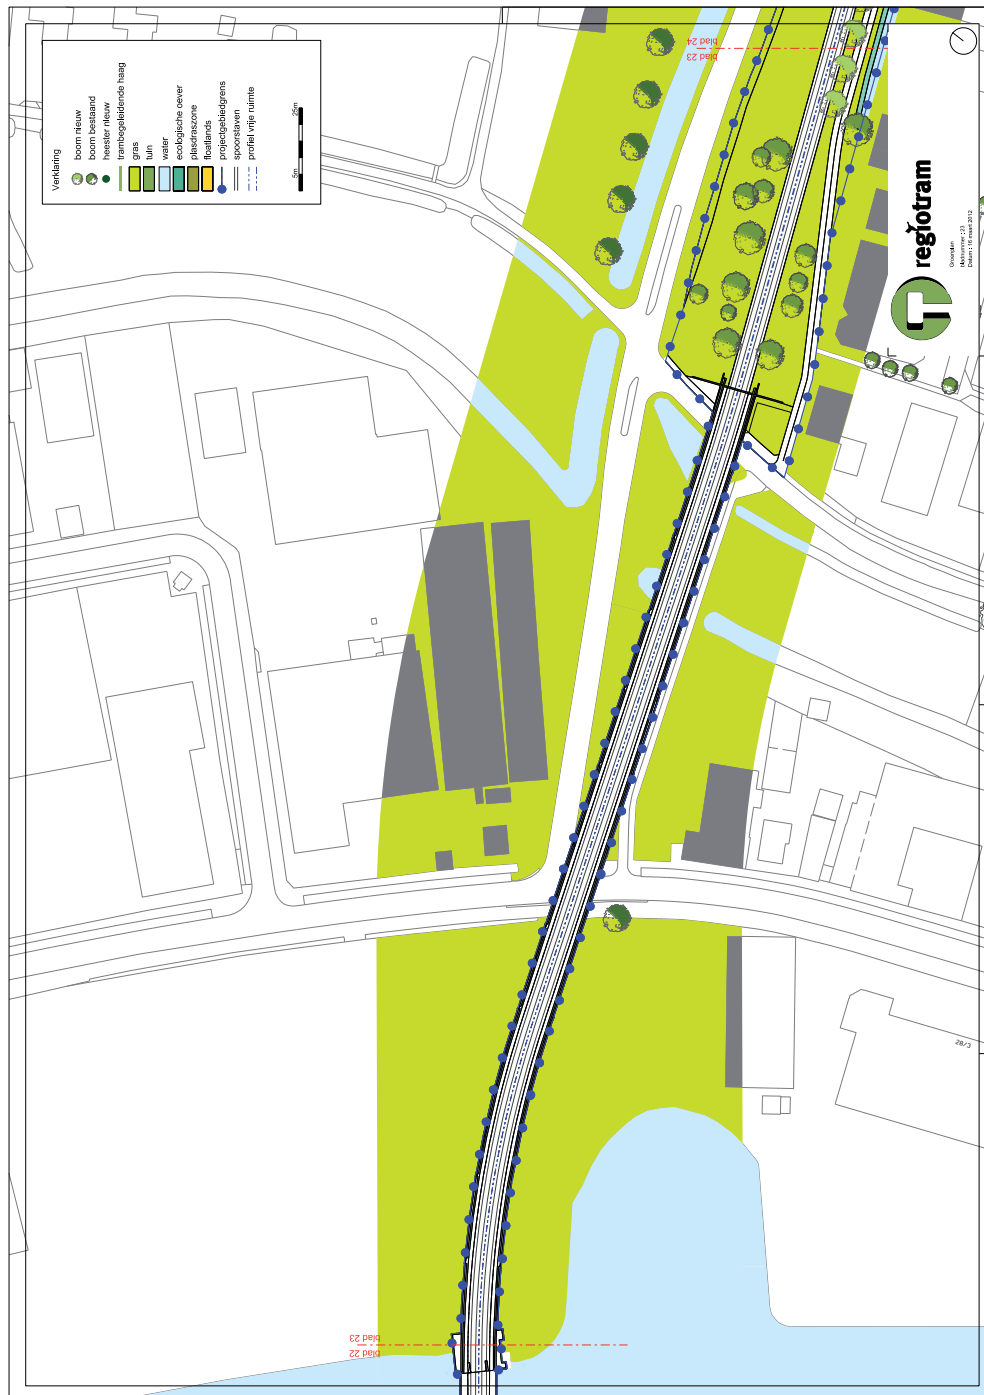 Verklaring
boom nieuw
boom bestaand
heester nieuw
trambegeleidende haag
gras
tuin
water
ecologische oever
plasdraszone
floatlands
projectgebiedgrens
spoorstaven
profiel vrije ruimte
5m 25m
blad 24
blad 23
regiotram
Groenplan
bladnummer : 23
Datum : 16 maart 2012
28/3
blad 23
blad 22